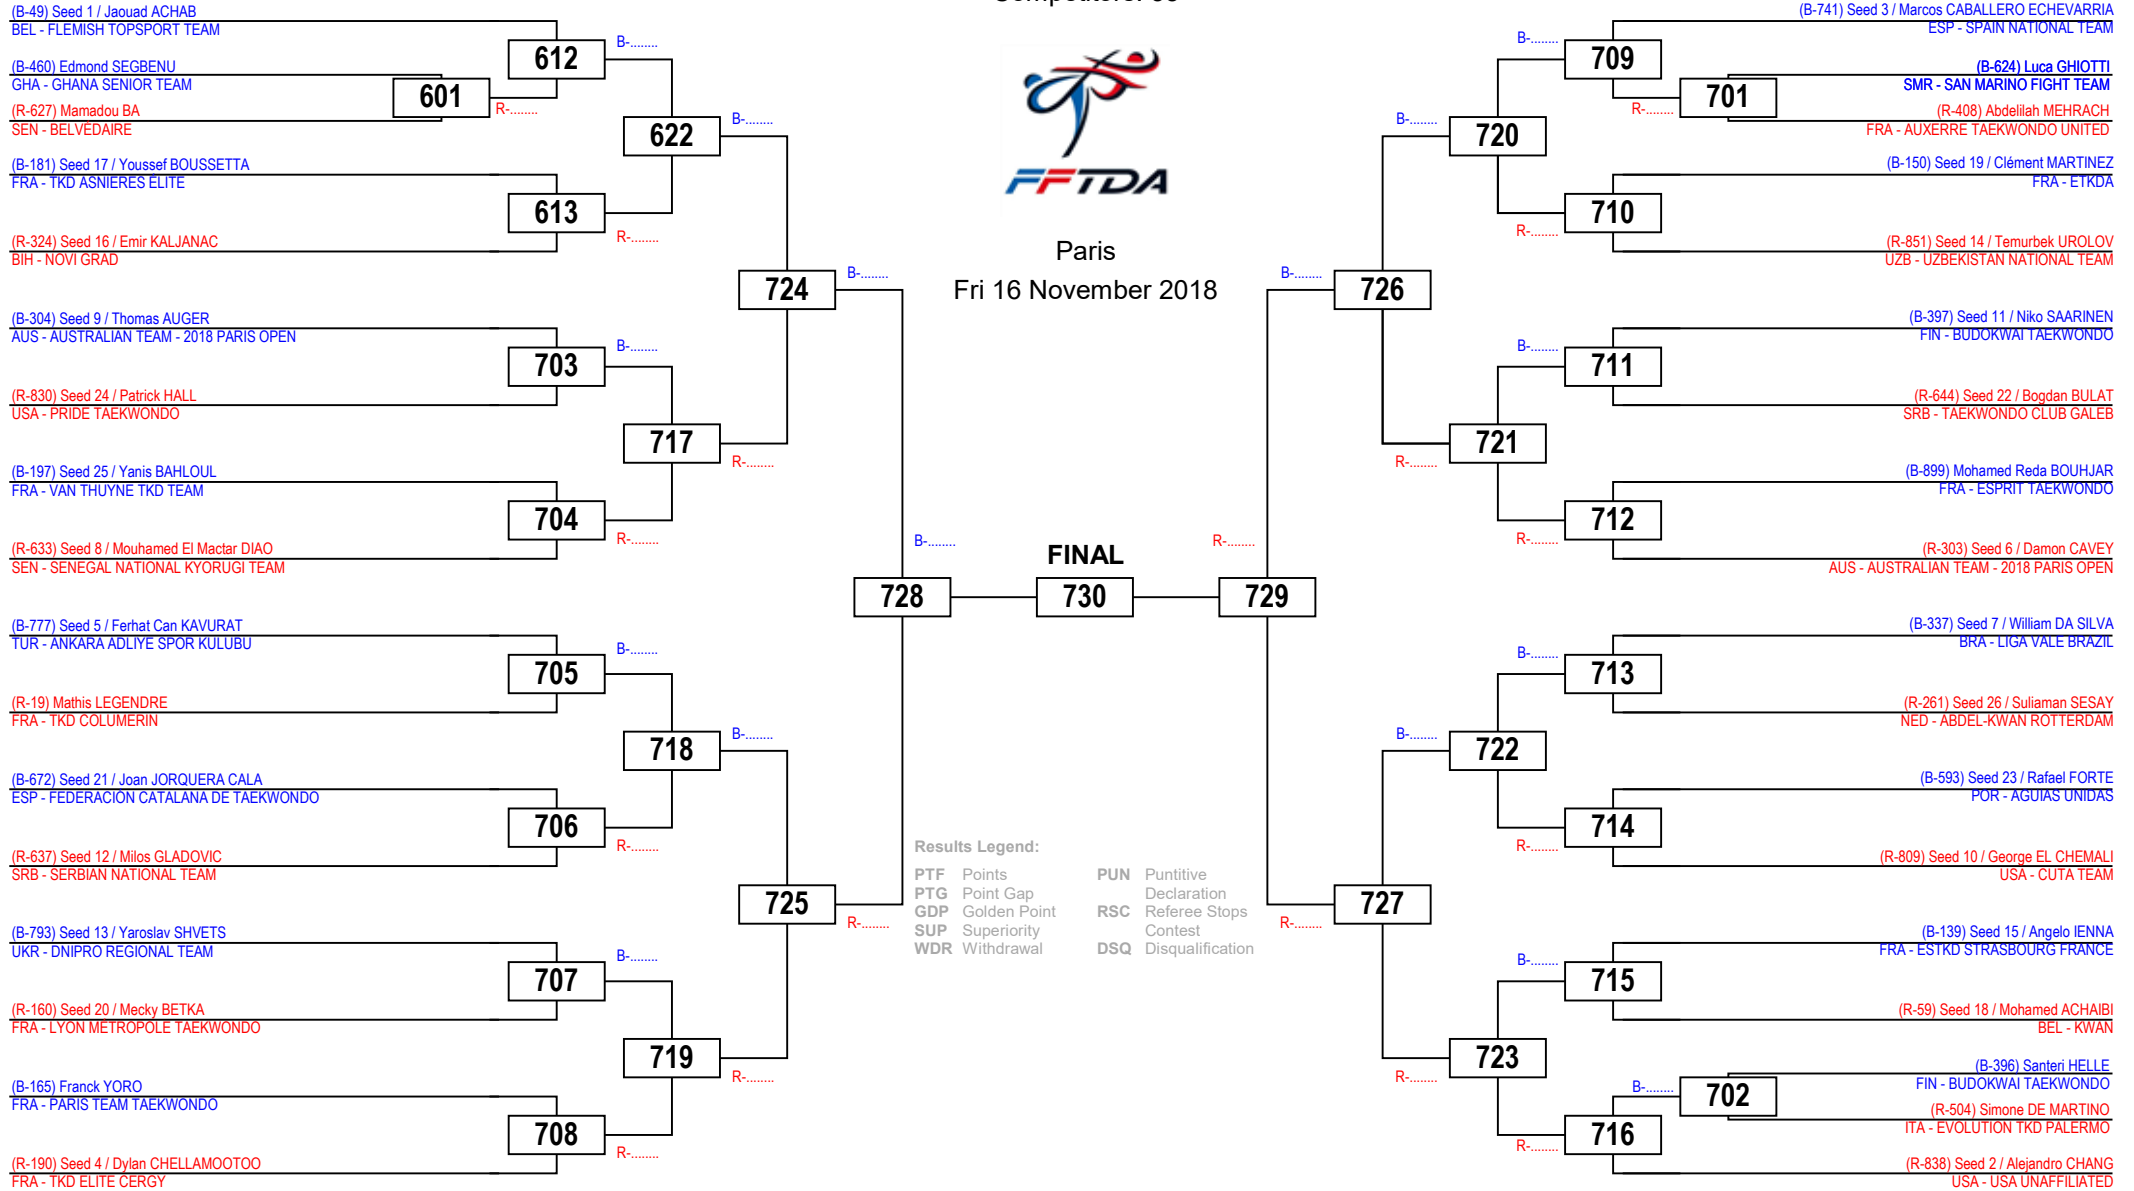 Competitors:
(B-49) Seed 1 / Jaouad ACHAB
BEL - FLEMISH TOPSPORT TEAM
612
B-........
(B-460) Edmond SEGBENU
GHA - GHANA SENIOR TEAM
601
R-........
(R-627) Mamadou BA
SEN - BELVÉDAIRE
622
B-........
(B-181) Seed 17 / Youssef BOUSSETTA
FRA - TKD ASNIERES ELITE
613
R-........
(R-324) Seed 16 / Emir KALJANAC
BIH - NOVI GRAD
724
B-........
(B-304) Seed 9 / Thomas AUGER
AUS - AUSTRALIAN TEAM - 2018 PARIS OPEN
703
B-........
(R-830) Seed 24 / Patrick HALL
USA - PRIDE TAEKWONDO
717
R-........
(B-197) Seed 25 / Yanis BAHLOUL
FRA - VAN THUYNE TKD TEAM
704
R-........
(R-633) Seed 8 / Mouhamed El Mactar DIAO
SEN - SENEGAL NATIONAL KYORUGI TEAM
728
B-........
(B-777) Seed 5 / Ferhat Can KAVURAT
TUR - ANKARA ADLIYE SPOR KULUBU
705
B-........
(R-19) Mathis LEGENDRE
FRA - TKD COLUMERIN
718
B-........
(B-672) Seed 21 / Joan JORQUERA CALA
ESP - FEDERACIÓN CATALANA DE TAEKWONDO
706
R-........
(R-637) Seed 12 / Milos GLADOVIC
SRB - SERBIAN NATIONAL TEAM
725
R-........
(B-793) Seed 13 / Yaroslav SHVETS
UKR - DNIPRO REGIONAL TEAM
707
B-........
(R-160) Seed 20 / Mecky BETKA
FRA - LYON MÉTROPOLE TAEKWONDO
719
R-........
(B-165) Franck YORO
FRA - PARIS TEAM TAEKWONDO
708
R-........
(R-190) Seed 4 / Dylan CHELLAMOOTOO
FRA - TKD ELITE CERGY
FFTDA
Paris
Fri 16 November 2018
FINAL
730
Results Legend:
PTF Points
PTG Point Gap
GDP Golden Point
SUP Superiority
WDR Withdrawal
PUN Puntitive
Declaration
RSC Referee Stops
Contest
DSQ Disqualification
(B-741) Seed 3 / Marcos CABALLERO ECHEVARRIA
ESP - SPAIN NATIONAL TEAM
B-........
709
(B-624) Luca GHIOTTI
SMR - SAN MARINO FIGHT TEAM
R-........
701
(R-408) Abdelilah MEHRACH
FRA - AUXERRE TAEKWONDO UNITED
B-........
720
(B-150) Seed 19 / Clément MARTINEZ
FRA - ETKDA
R-........
710
(R-851) Seed 14 / Temurbek UROLOV
UZB - UZBEKISTAN NATIONAL TEAM
B-........
726
(B-397) Seed 11 / Niko SAARINEN
FIN - BUDOKWAI TAEKWONDO
B-........
711
(R-644) Seed 22 / Bogdan BULAT
SRB - TAEKWONDO CLUB GALEB
R-........
721
(B-899) Mohamed Reda BOUHJAR
FRA - ESPRIT TAEKWONDO
R-........
712
(R-303) Seed 6 / Damon CAVEY
AUS - AUSTRALIAN TEAM - 2018 PARIS OPEN
R-........
729
(B-337) Seed 7 / William DA SILVA
BRA - LIGA VALE BRAZIL
B-........
713
(R-261) Seed 26 / Suliaman SESAY
NED - ABDEL-KWAN ROTTERDAM
B-........
722
(B-593) Seed 23 / Rafael FORTE
POR - AGUIAS UNIDAS
R-........
714
(R-809) Seed 10 / George EL CHEMALI
USA - CUTA TEAM
R-........
727
(B-139) Seed 15 / Angelo IENNA
FRA - ESTKD STRASBOURG FRANCE
B-........
715
(R-59) Seed 18 / Mohamed ACHAIBI
BEL - KWAN
R-........
723
(B-396) Santeri HELLE
FIN - BUDOKWAI TAEKWONDO
B-........
702
(R-504) Simone DE MARTINO
ITA - EVOLUTION TKD PALERMO
R-........
716
(R-838) Seed 2 / Alejandro CHANG
USA - USA UNAFFILIATED